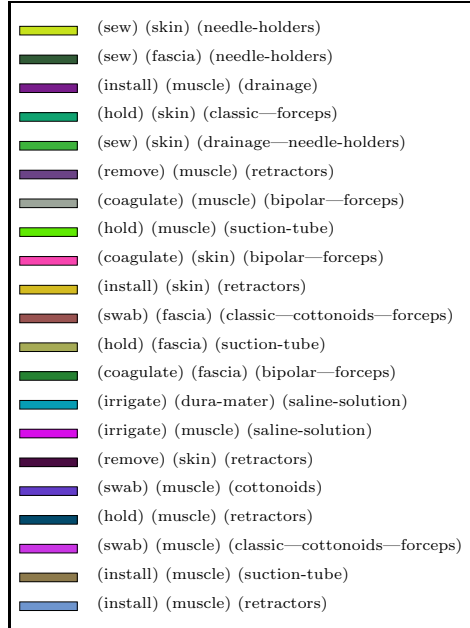 (sew) (skin) (needle-holders)
(sew) (fascia) (needle-holders)
(install) (muscle) (drainage)
(hold) (skin) (classic—forceps)
(sew) (skin) (drainage—needle-holders)
(remove) (muscle) (retractors)
(coagulate) (muscle) (bipolar—forceps)
(hold) (muscle) (suction-tube)
(coagulate) (skin) (bipolar—forceps)
(install) (skin) (retractors)
(swab) (fascia) (classic—cottonoids—forceps)
(hold) (fascia) (suction-tube)
(coagulate) (fascia) (bipolar—forceps)
(irrigate) (dura-mater) (saline-solution)
(irrigate) (muscle) (saline-solution)
(remove) (skin) (retractors)
(swab) (muscle) (cottonoids)
(hold) (muscle) (retractors)
(swab) (muscle) (classic—cottonoids—forceps)
(install) (muscle) (suction-tube)
(install) (muscle) (retractors)